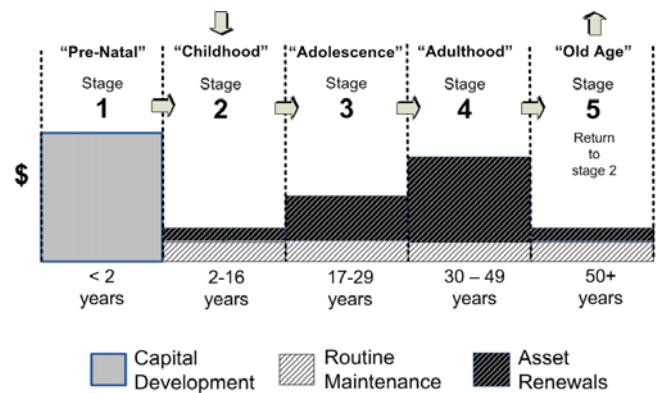 “Pre-Natal” “Childhood” “Adolescence” “Adulthood” “Old Age”
Stage Stage Stage Stage Stage
1 2 3 4 5
Return
to
stage 2
$
< 2 2-16 17-29 30 – 49 50+
years years years years years
Capital Routine Asset
Development Maintenance Renewals